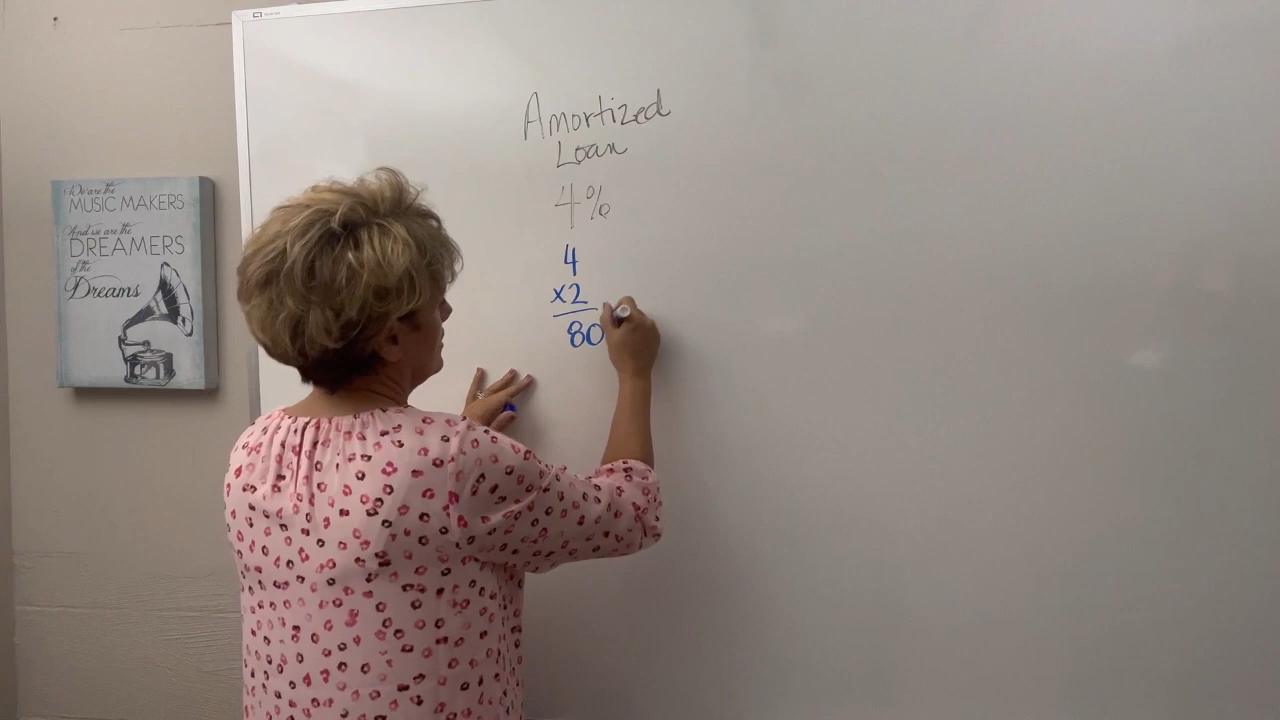 Amortized
Loan
4%
4
x2
80
We are the
MUSIC MAKERS
And we are the
DREAMERS
of the
Dreams